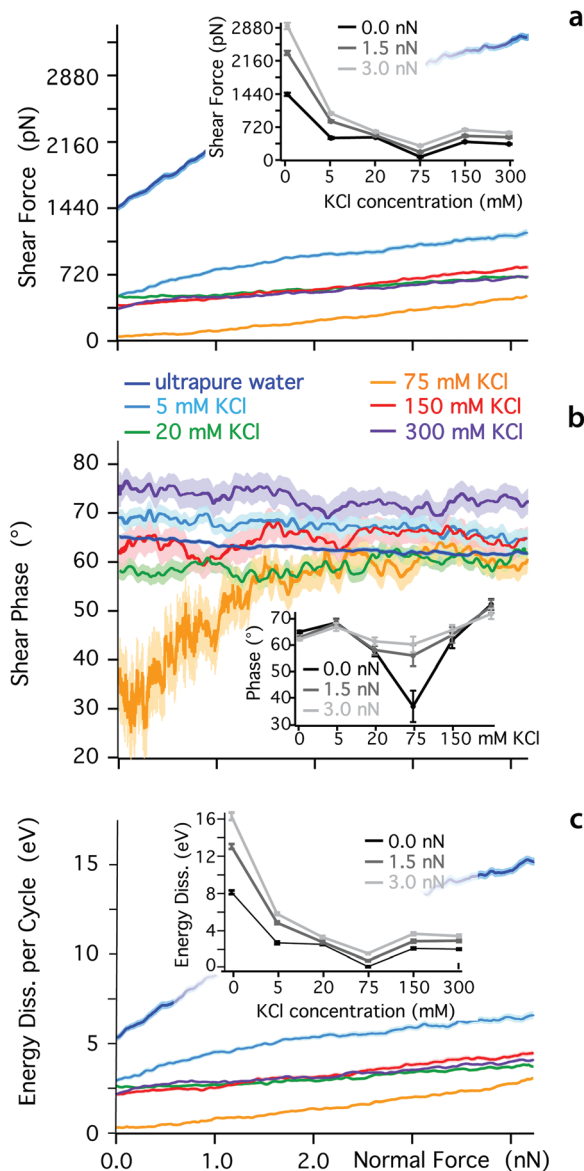 a
Shear Force (pN)
2880
2160
1440
720
0
Shear Force (pN)
2880
2160
1440
720
0
0.0 nN
1.5 nN
3.0 nN
0 5 20 75 150 300
KCl concentration (mM)
ultrapure water
5 mM KCl
20 mM KCl
75 mM KCl
150 mM KCl
300 mM KCl
b
Shear Phase (°)
80
70
60
50
40
30
20
Phase (°)
70
60
50
40
30
0.0 nN
1.5 nN
3.0 nN
0 5 20 75 150 mM KCl
c
Energy Diss. per Cycle (eV)
15
10
5
0
Energy Diss. (eV)
16
12
8
4
0
0.0 nN
1.5 nN
3.0 nN
0 5 20 75 150 300
KCl concentration (mM)
0.0 1.0 2.0 Normal Force (nN)